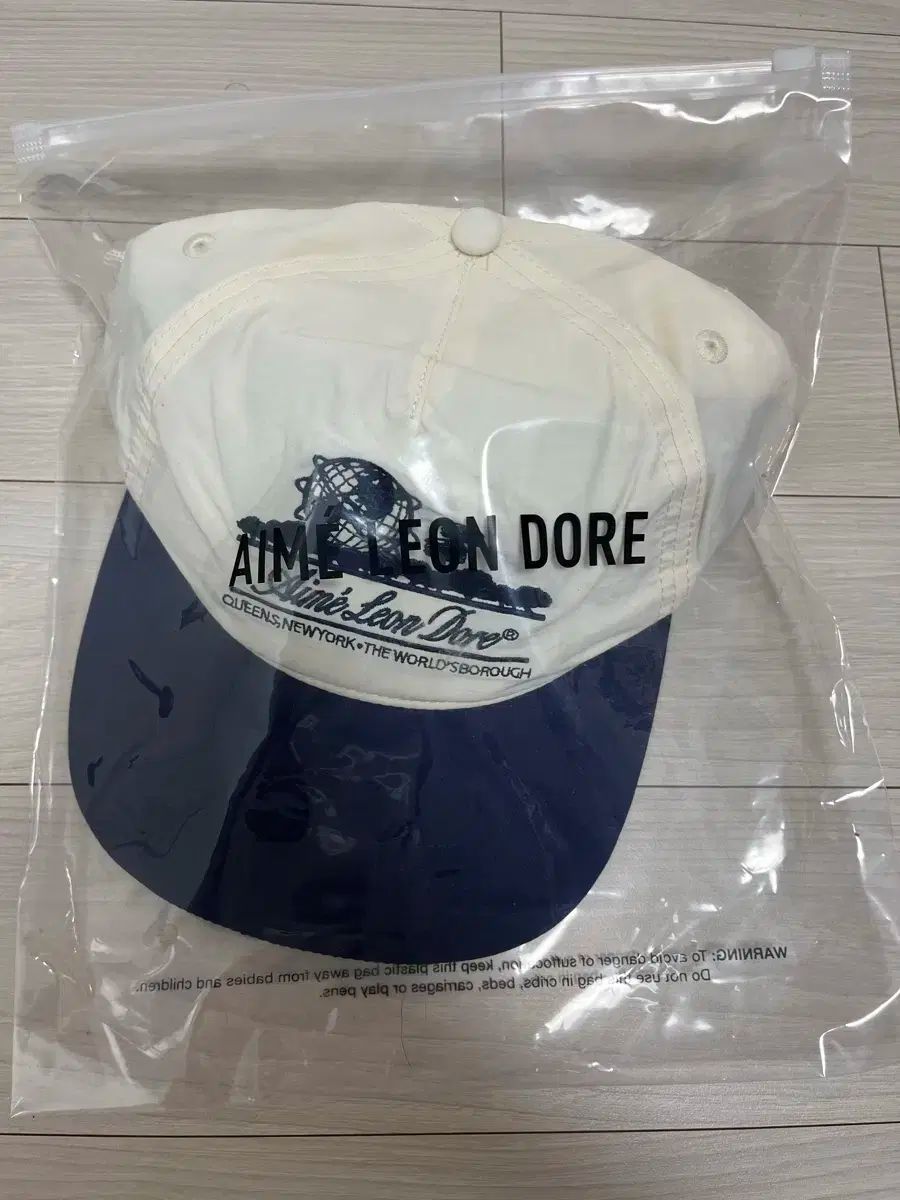 AIMÉ LEON DORE
Aimé Leon Dore®
QUEENS, NEW YORK • THE WORLD'S BOROUGH
WARNING: To avoid danger of suffocation, keep this plastic bag away from babies and children.
Do not use this bag in cribs, beds, carriages or play pens.